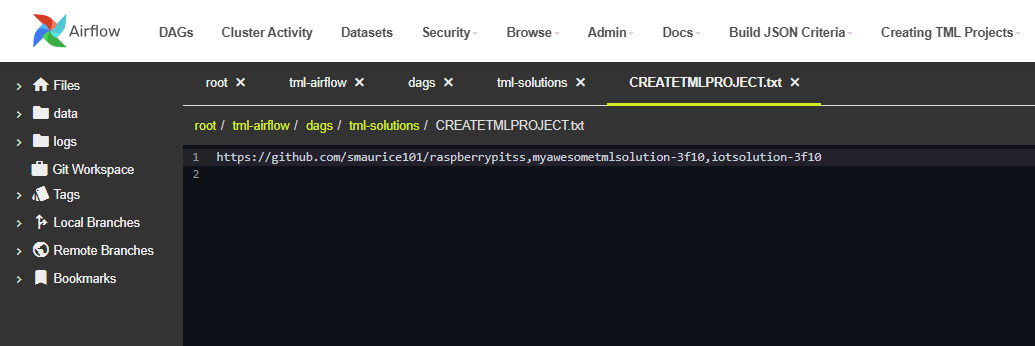 Airflow DAGs Cluster Activity Datasets Security Browse Admin Docs Build JSON Criteria Creating TML Projects
Files
data
logs
Git Workspace
Tags
Local Branches
Remote Branches
Bookmarks
root × tml-airflow × dags × tml-solutions × CREATETMLPROJECT.txt ×
root / tml-airflow / dags / tml-solutions / CREATETMLPROJECT.txt
1 https://github.com/smaurice101/raspberrypitss,myawesometmlsolution-3f10,iotsolution-3f10
2